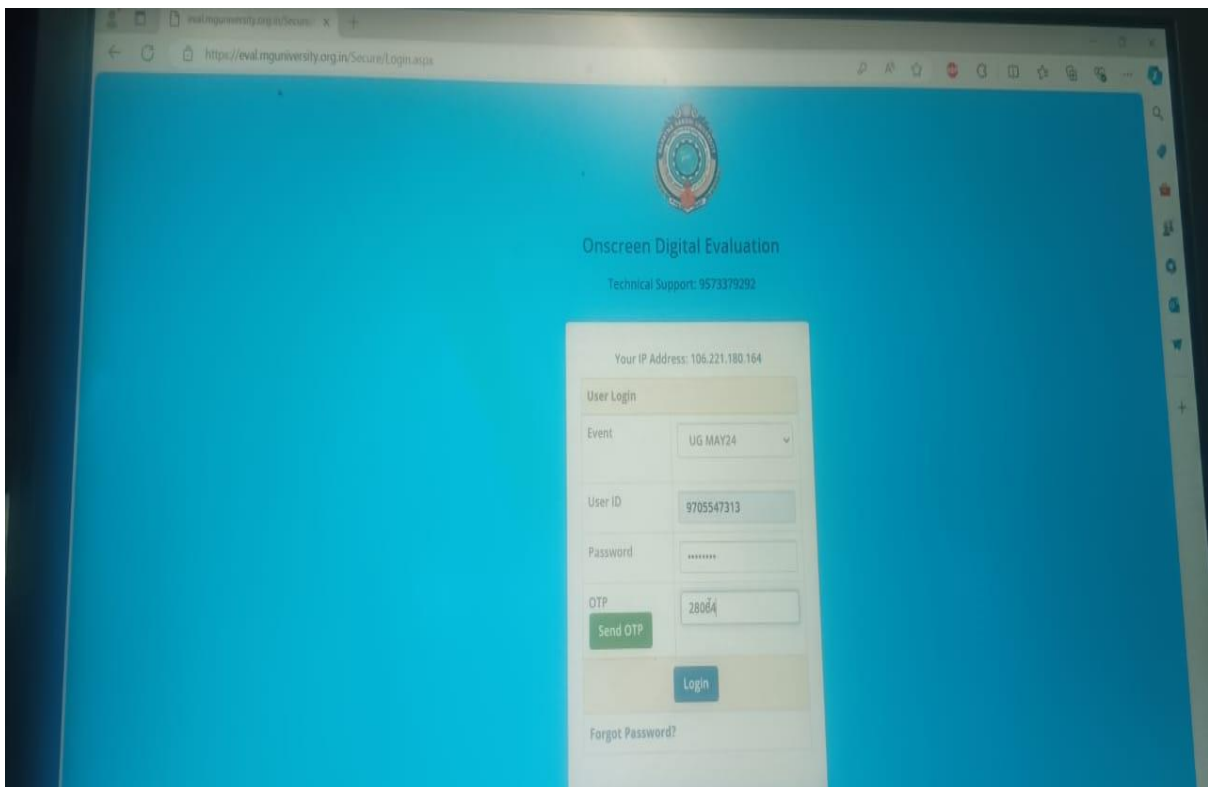 https://eval.mguniversity.org.in/Secure/Login.aspx
Onscreen Digital Evaluation
Technical Support: 9573379292
Your IP Address: 106.221.180.164
User Login
Event
UG MAY24
User ID
9705547313
Password
OTP
Send OTP
Login
Forgot Password?